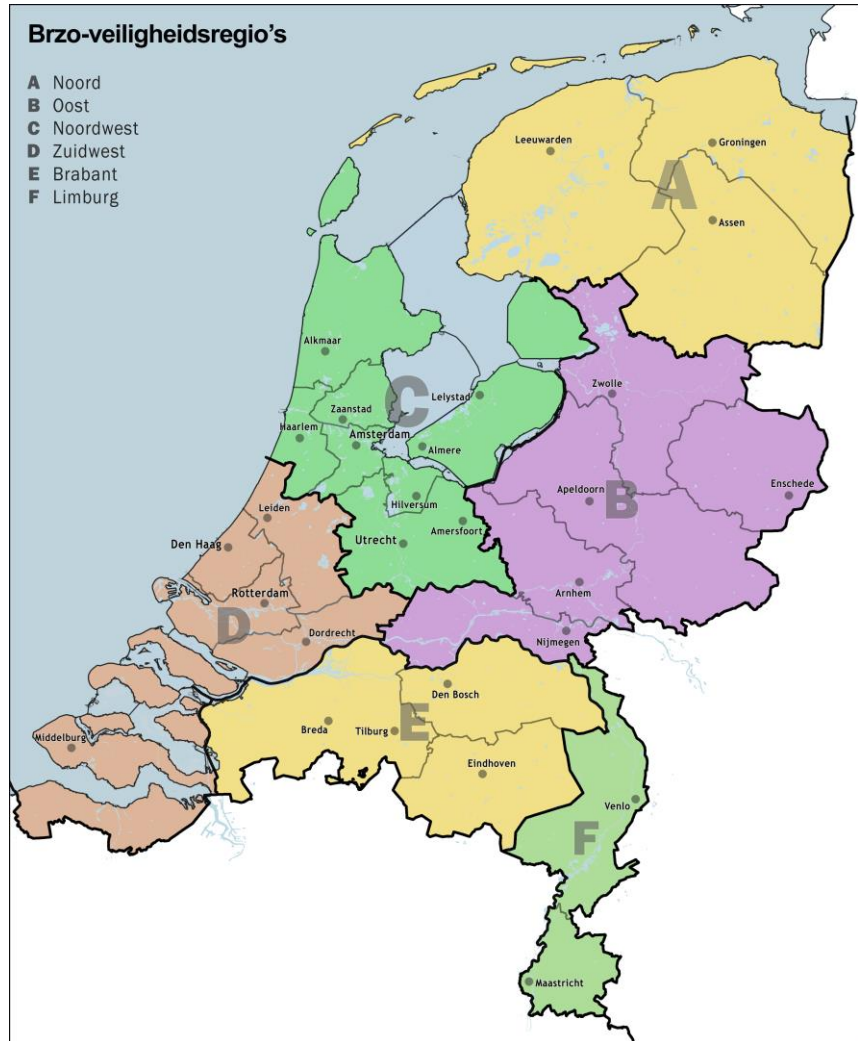 Brzo-veiligheidsregio's
A Noord
B Oost
C Noordwest
D Zuidwest
E Brabant
F Limburg
Leeuwarden
Groningen
A
Assen
Alkmaar
Zwolle
Lelystad
C
Zaanstad
Haarlem
Amsterdam
Almere
Apeldoorn
Enschede
B
Leiden
Hilversum
Amersfoort
Den Haag
Utrecht
Rotterdam
Arnhem
D
Dordrecht
Nijmegen
Den Bosch
Middelburg
Breda
Tilburg
E
Eindhoven
Venlo
F
Maastricht